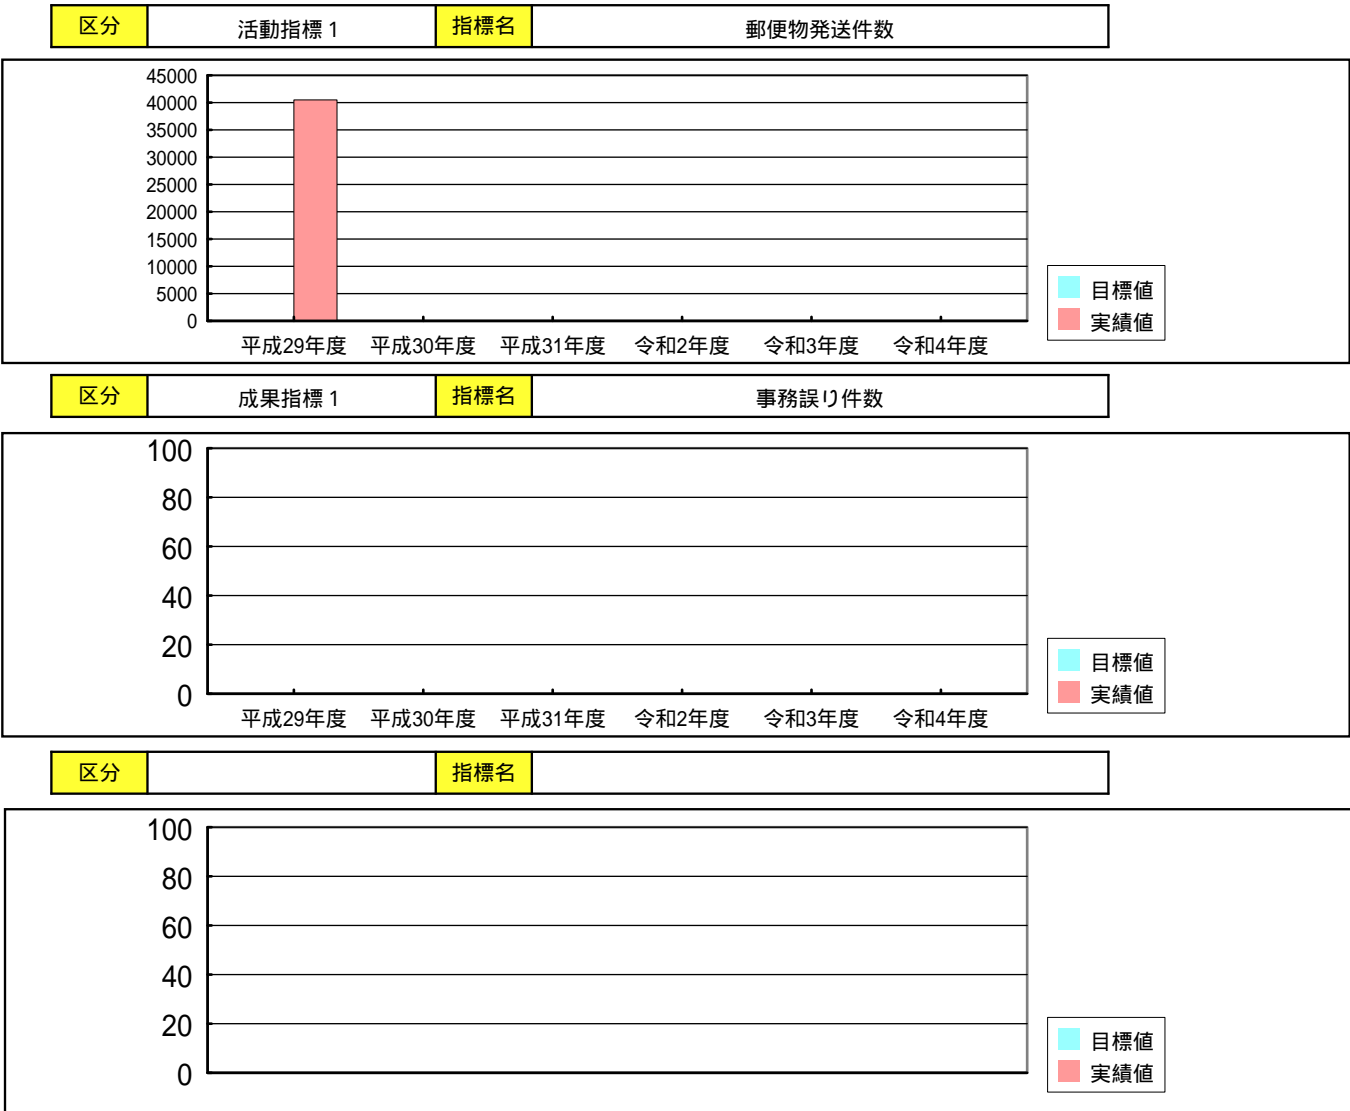 区分 活動指標1 指標名 郵便物発送件数
45000
40000
35000
30000
25000
20000
15000
10000
5000
0
平成29年度 平成30年度 平成31年度 令和2年度 令和3年度 令和4年度
目標値
実績値
区分 成果指標1 指標名 事務誤り件数
100
80
60
40
20
0
平成29年度 平成30年度 平成31年度 令和2年度 令和3年度 令和4年度
目標値
実績値
区分 指標名
100
80
60
40
20
0
目標値
実績値